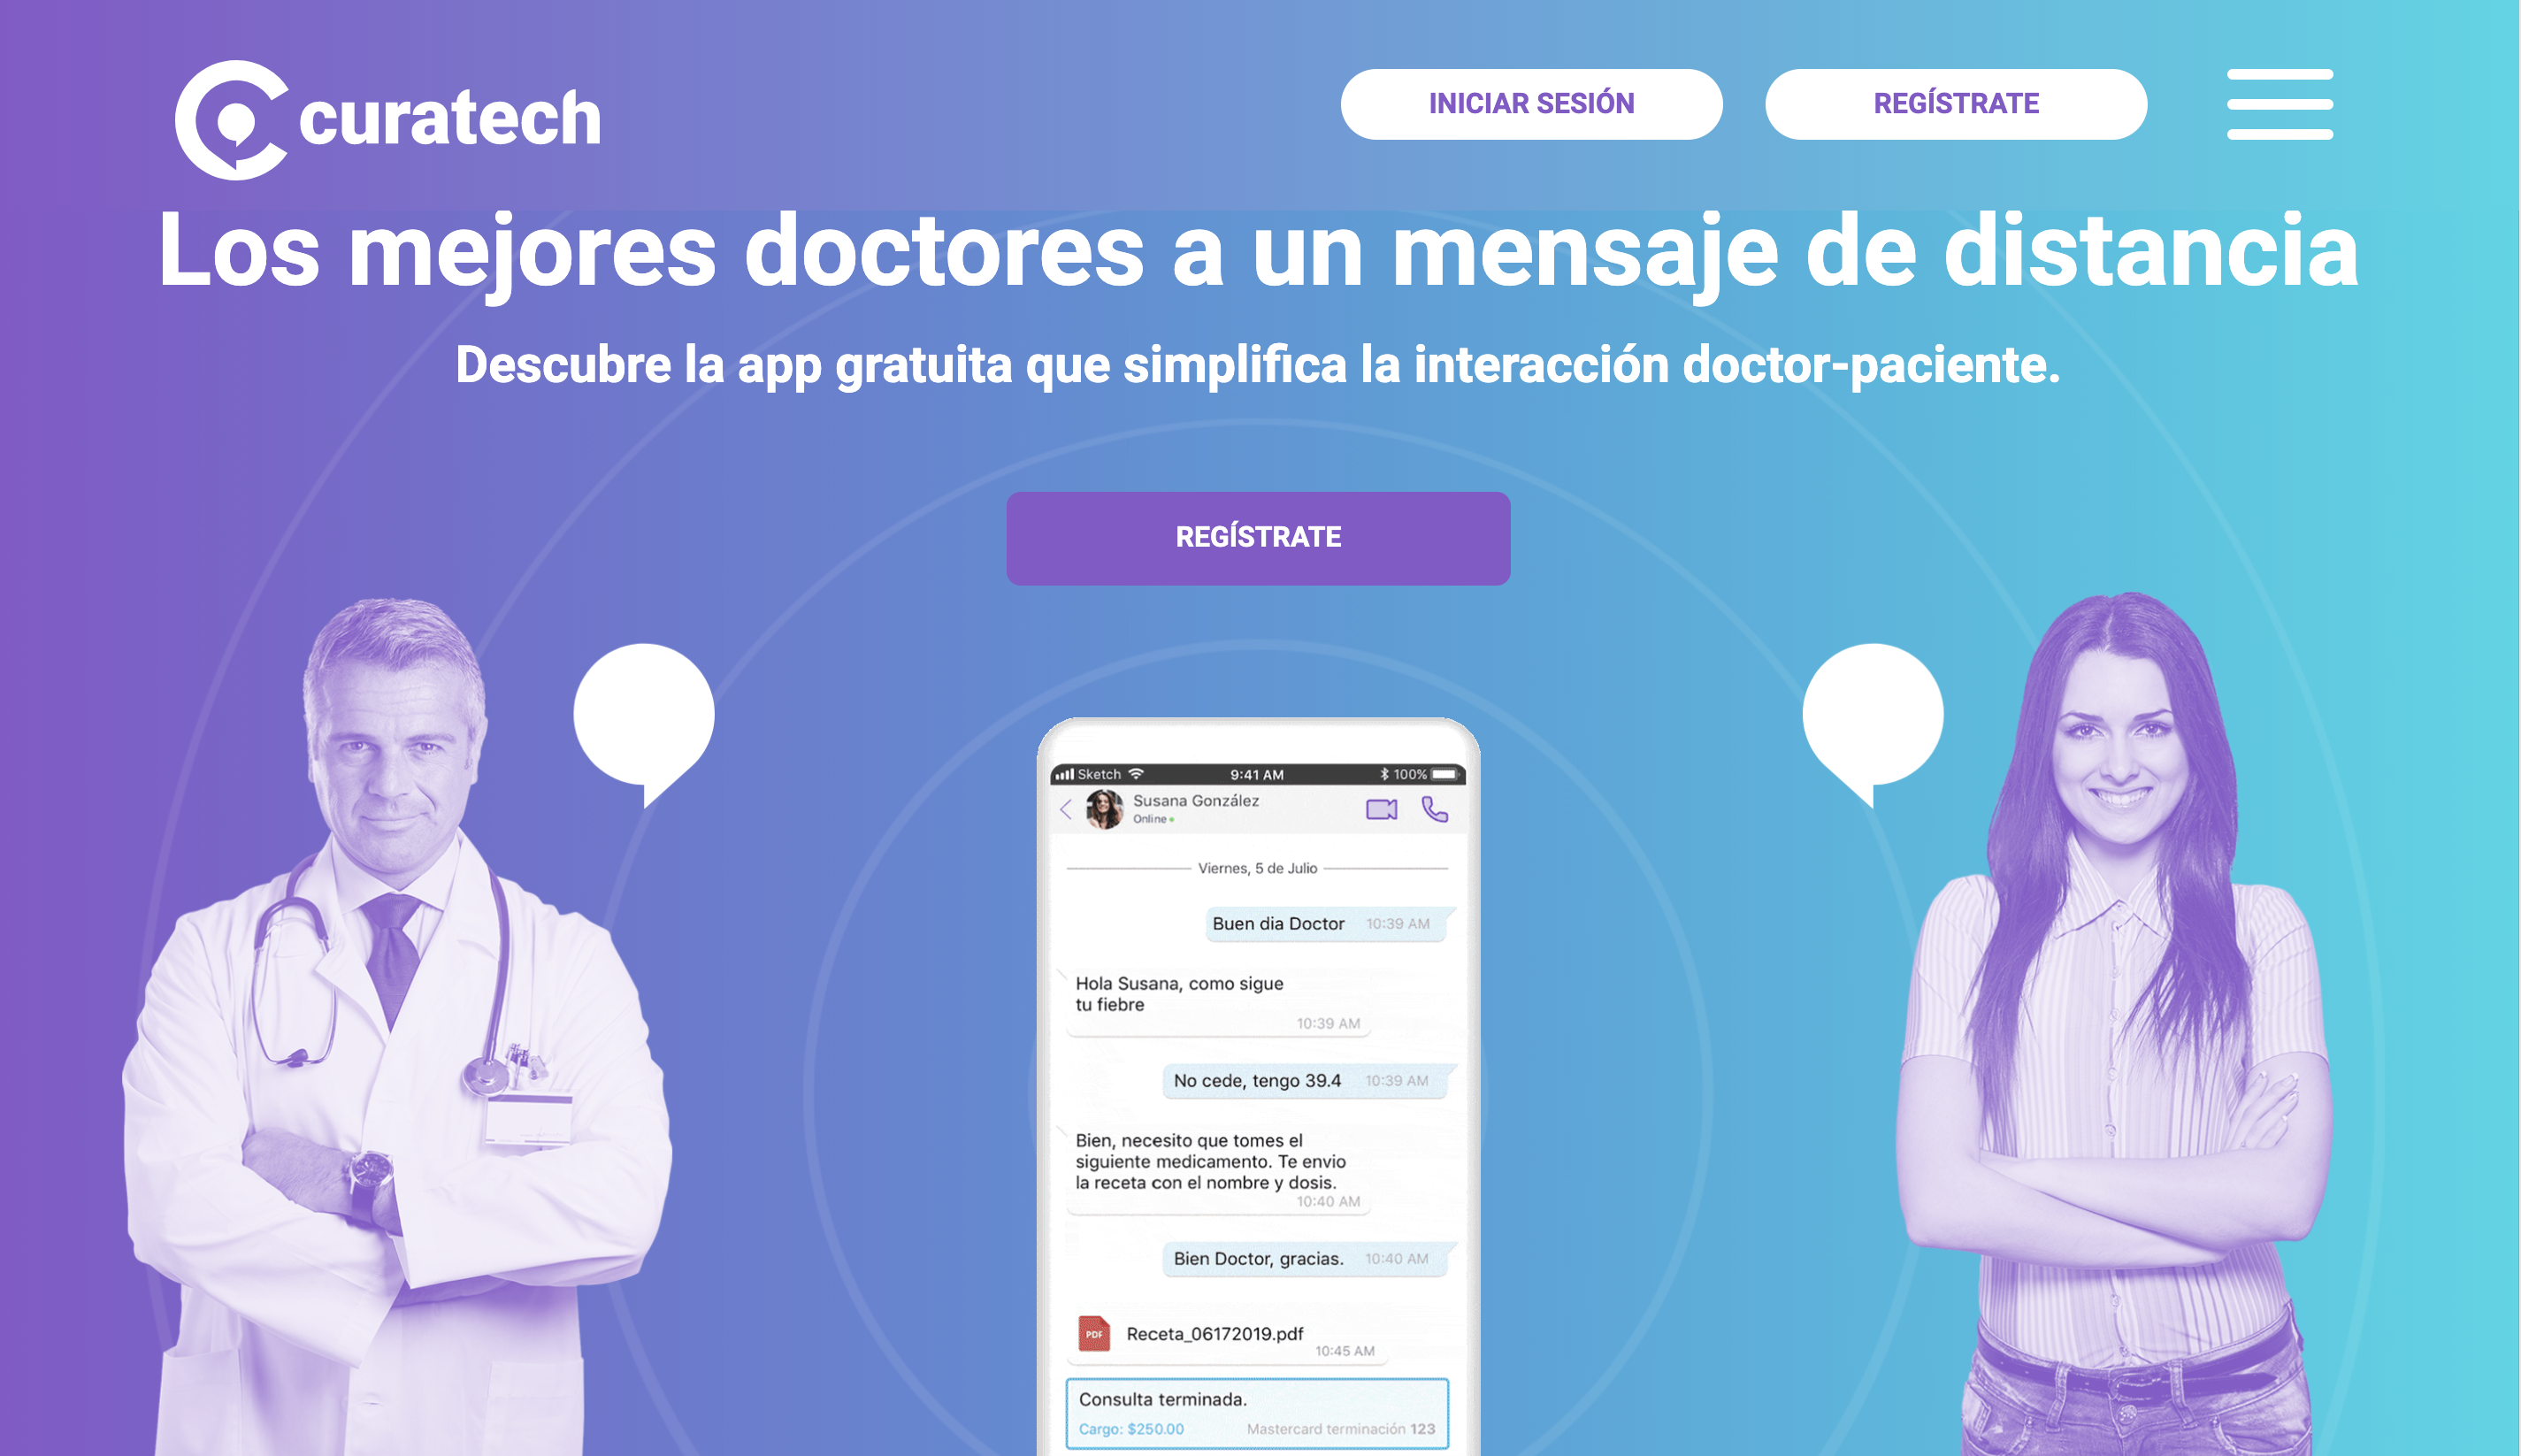 curatech
INICIAR SESIÓN
REGÍSTRATE
Los mejores doctores a un mensaje de distancia
Descubre la app gratuita que simplifica la interacción doctor-paciente.
REGÍSTRATE
Sketch 9:41 AM 100%
Susana González
Online
Viernes, 5 de Julio
Buen dia Doctor 10:39 AM
Hola Susana, como sigue
tu fiebre
10:39 AM
No cede, tengo 39.4 10:39 AM
Bien, necesito que tomes el
siguiente medicamento. Te envio
la receta con el nombre y dosis.
10:40 AM
Bien Doctor, gracias. 10:40 AM
PDF Receta_06172019.pdf
10:45 AM
Consulta terminada.
Cargo: $250.00 Mastercard terminación 123